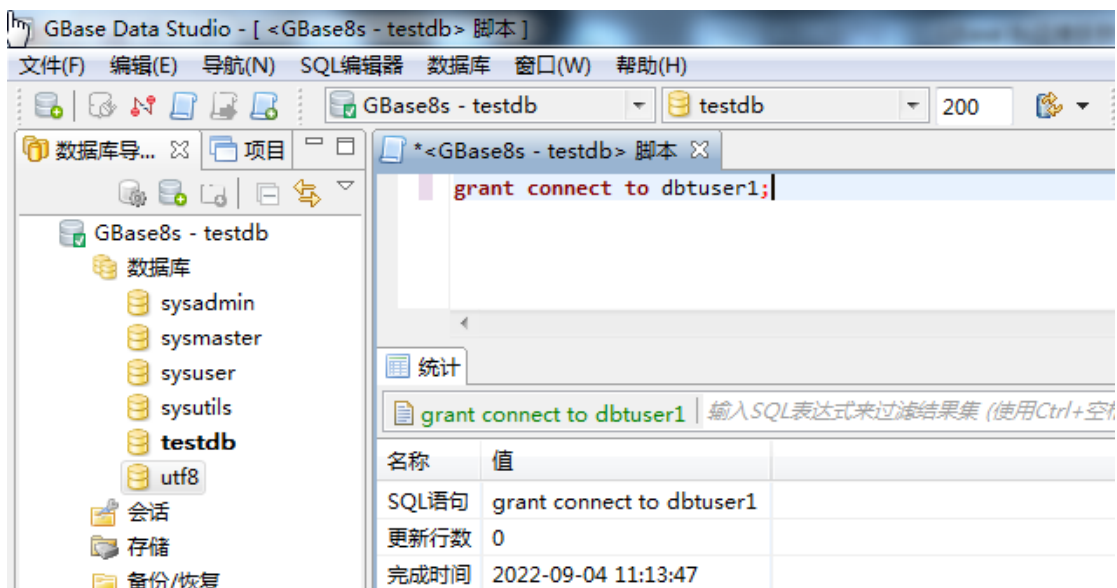 GBase Data Studio - [ <GBase8s - testdb> 脚本 ]
文件(F) 编辑(E) 导航(N) SQL编辑器 数据库 窗口(W) 帮助(H)
GBase8s - testdb testdb 200
数据库导... 项目
*<GBase8s - testdb> 脚本
grant connect to dbtuser1;
GBase8s - testdb
数据库
sysadmin
sysmaster
sysuser
sysutils
testdb
utf8
会话
存储
备份/恢复
统计
grant connect to dbtuser1 输入SQL表达式来过滤结果集 (使用Ctrl+空格
名称 值
SQL语句 grant connect to dbtuser1
更新行数 0
完成时间 2022-09-04 11:13:47